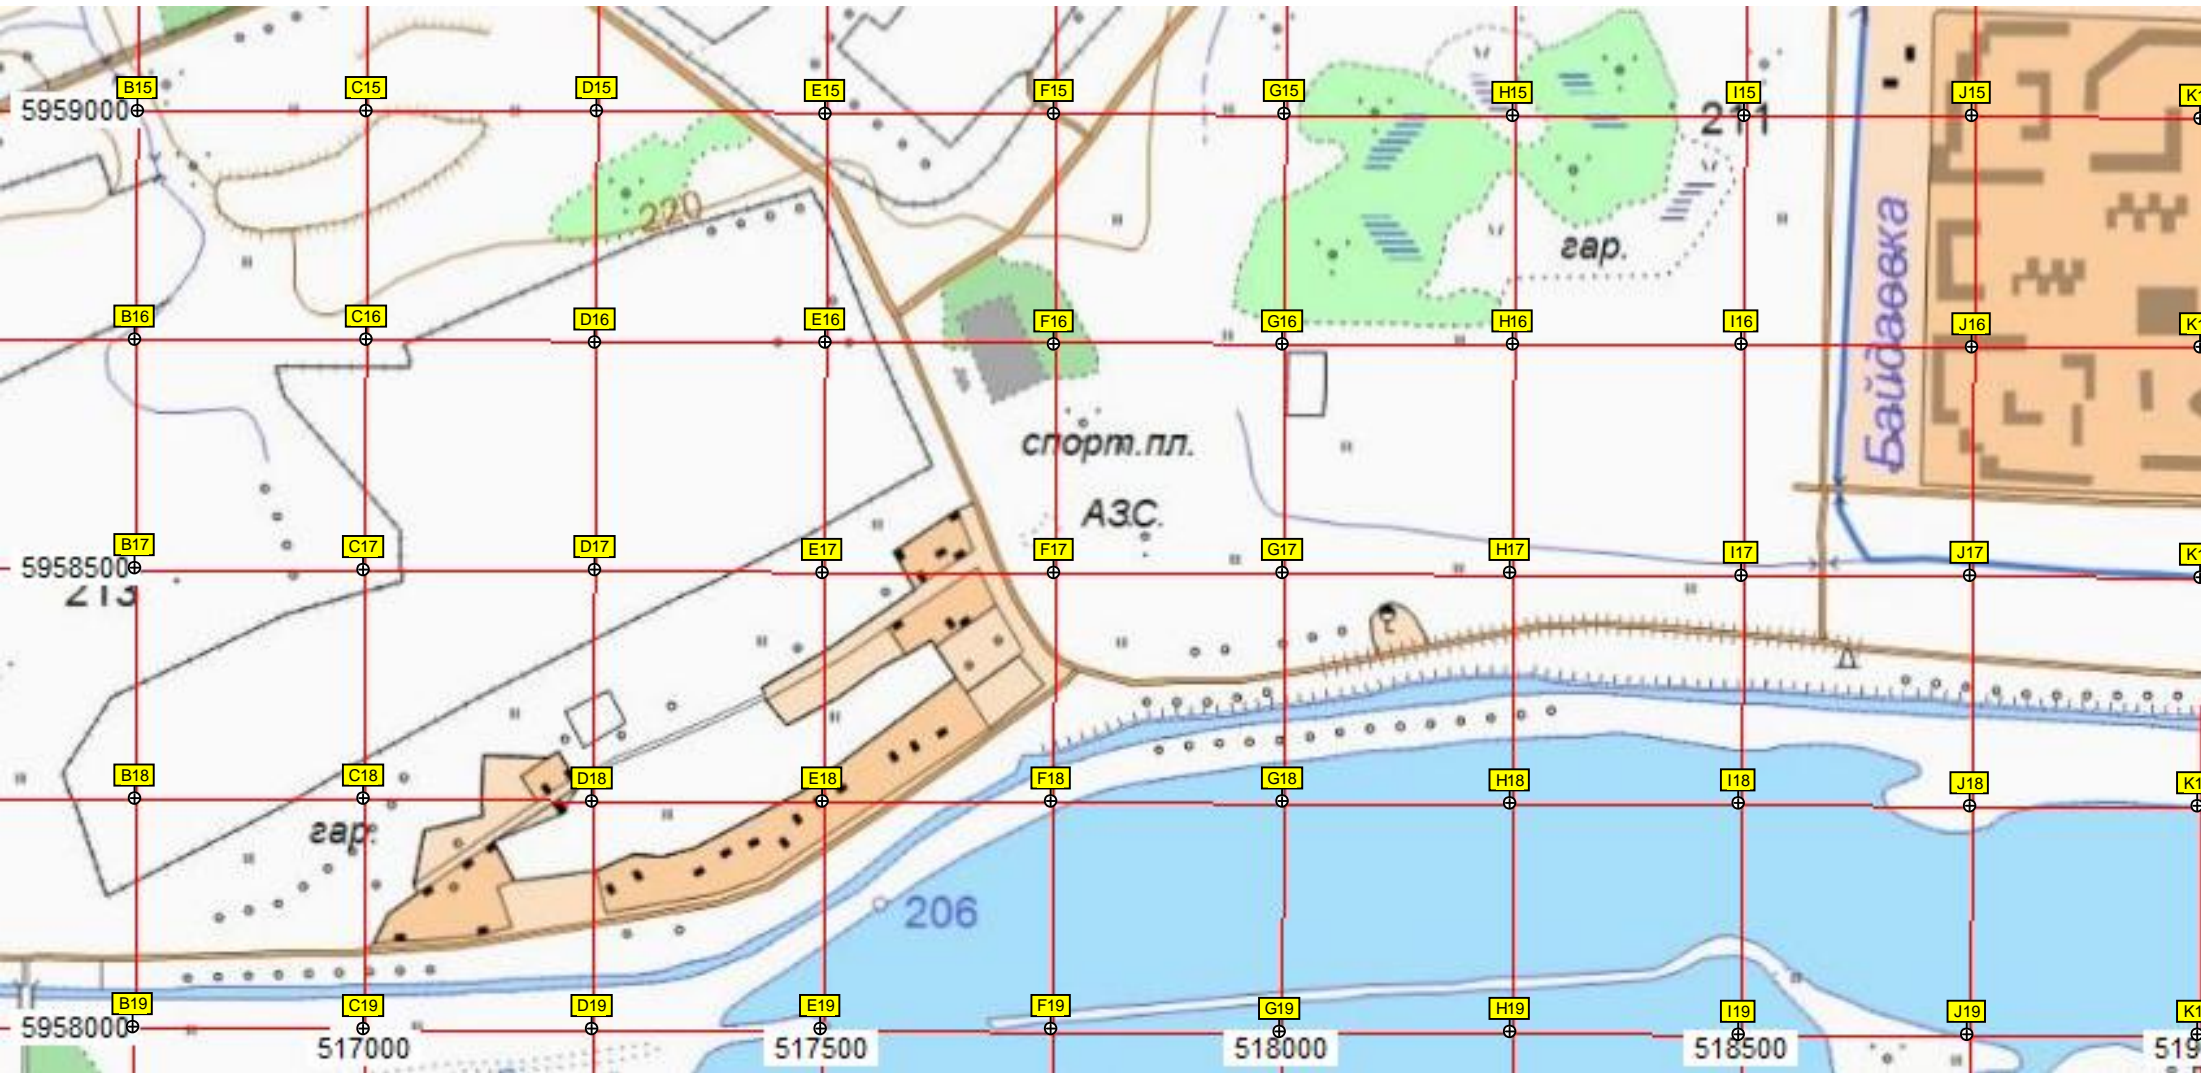 B15 C15 D15 E15 F15 G15 H15 I15 J15
5959000
211
220
гар.
Байдавка
B16 C16 D16 E16 F16 G16 H16 I16 J16
спорт.пл.
АЗС.
B17 C17 D17 E17 F17 G17 H17 I17 J17
5958500
213
B18 C18 D18 E18 F18 G18 H18 I18 J18
гар.
206
B19 C19 D19 E19 F19 G19 H19 I19 J19
5958000
517000 517500 518000 518500